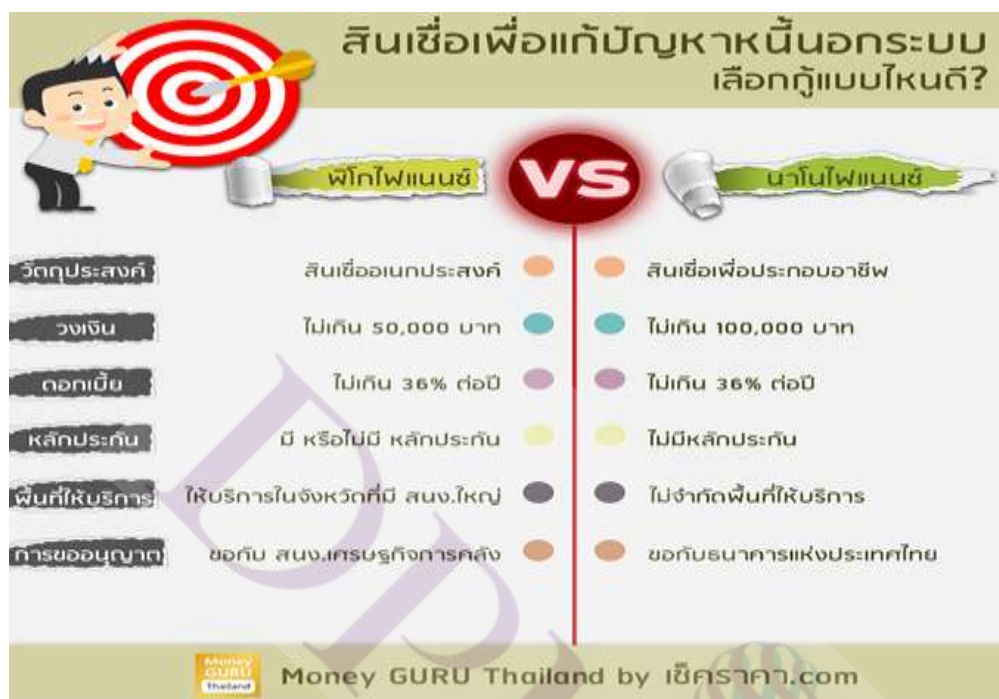 สินเชื่อเพื่อแก้ปัญหาหนี้นอกระบบ
เลือกกู้แบบไหนดี?
พิโกไฟแนนซ์ VS นาโนไฟแนนซ์
วัตถุประสงค์ สินเชื่ออเนกประสงค์ สินเชื่อเพื่อประกอบอาชีพ
วงเงิน ไม่เกิน 50,000 บาท ไม่เกิน 100,000 บาท
ดอกเบี้ย ไม่เกิน 36% ต่อปี ไม่เกิน 36% ต่อปี
หลักประกัน มี หรือไม่มี หลักประกัน ไม่มีหลักประกัน
พื้นที่ให้บริการ ให้บริการในจังหวัดที่มี สนง.ใหญ่ ไม่จำกัดพื้นที่ให้บริการ
การขออนุญาต ขอกับ สนง.เศรษฐกิจการคลัง ขอกับธนาคารแห่งประเทศไทย
Money GURU Thailand Money GURU Thailand by เช็คราคา.com